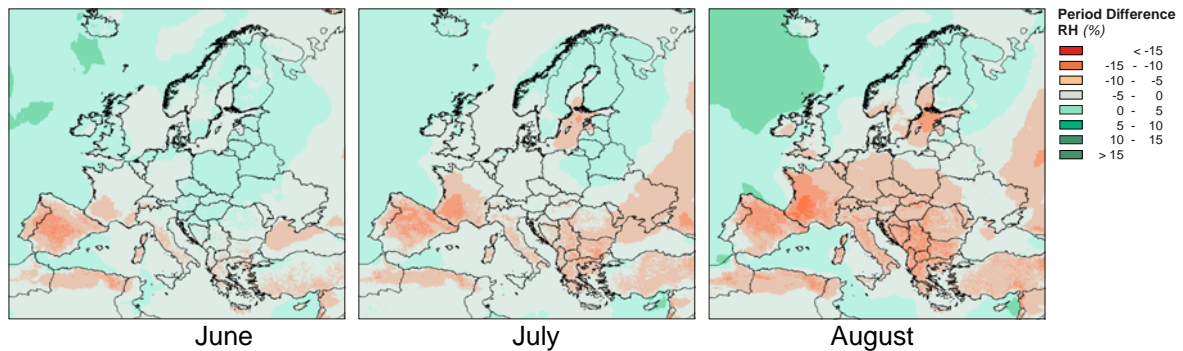 Period Difference
RH (%)
< -15
-15 - -10
-10 - -5
-5 - 0
0 - 5
5 - 10
10 - 15
> 15
June
July
August